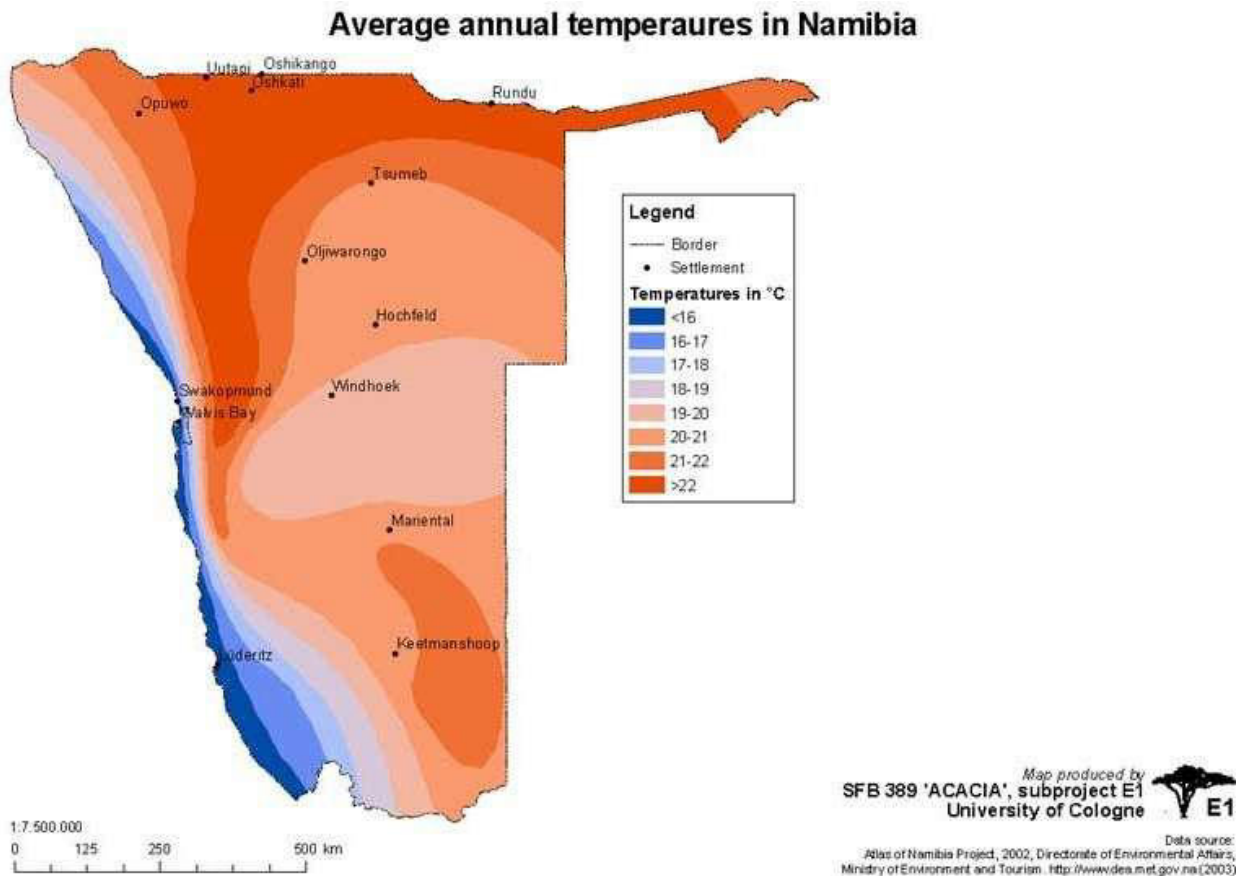 Average annual temperaures in Namibia
Uutapi
Oshikango
Oshkati
Opuwo
Rundu
Tsumeb
Oljiwarongo
Hochfeld
Windhoek
Swakopmund
Walvis Bay
Mariental
Keetmanshoop
Lüderitz
Legend
Border
Settlement
Temperatures in °C
<16
16-17
17-18
18-19
19-20
20-21
21-22
>22
1:7.500.000
0 125 250 500 km
Map produced by
SFB 389 'ACACIA', subproject E1
University of Cologne
E1
Data source:
Atlas of Namibia Project, 2002, Directorate of Environmental Affairs,
Ministry of Environment and Tourism. http://www.dea.met.gov.na (2003)